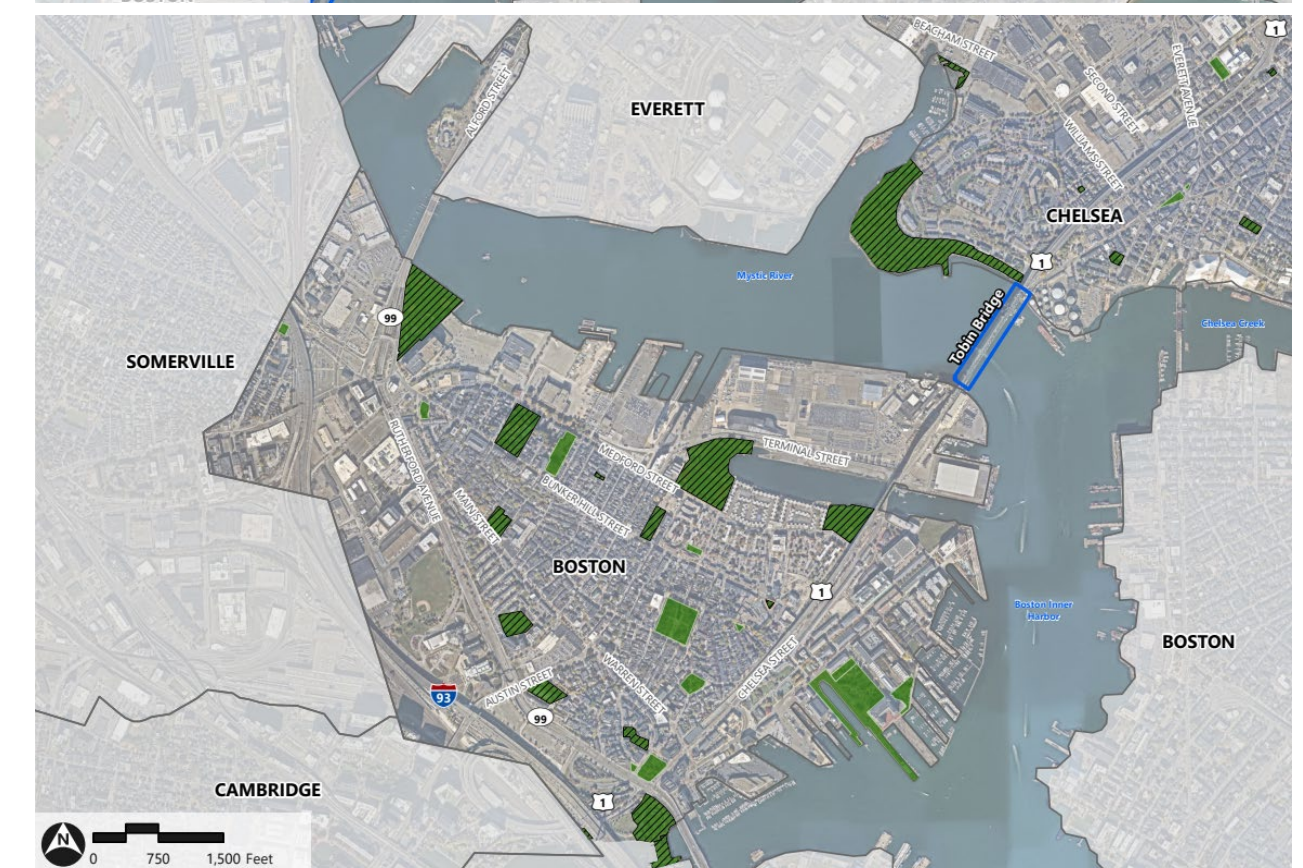 BOSTON
1
BEACHAM STREET
EVERETT AVENUE
SECOND STREET
ALFORD STREET
EVERETT
WILLIAMS STREET
CHELSEA
1
Mystic River
Tobin Bridge
Chelsea Creek
99
SOMERVILLE
RUTHERFORD AVENUE
MEDFORD STREET
TERMINAL STREET
BUNKER HILL STREET
MAIN STREET
BOSTON
1
Boston Inner
Harbor
BOSTON
CHELSEA STREET
WARREN STREET
AUSTIN STREET
93
99
CAMBRIDGE
1
N
0 750 1,500 Feet